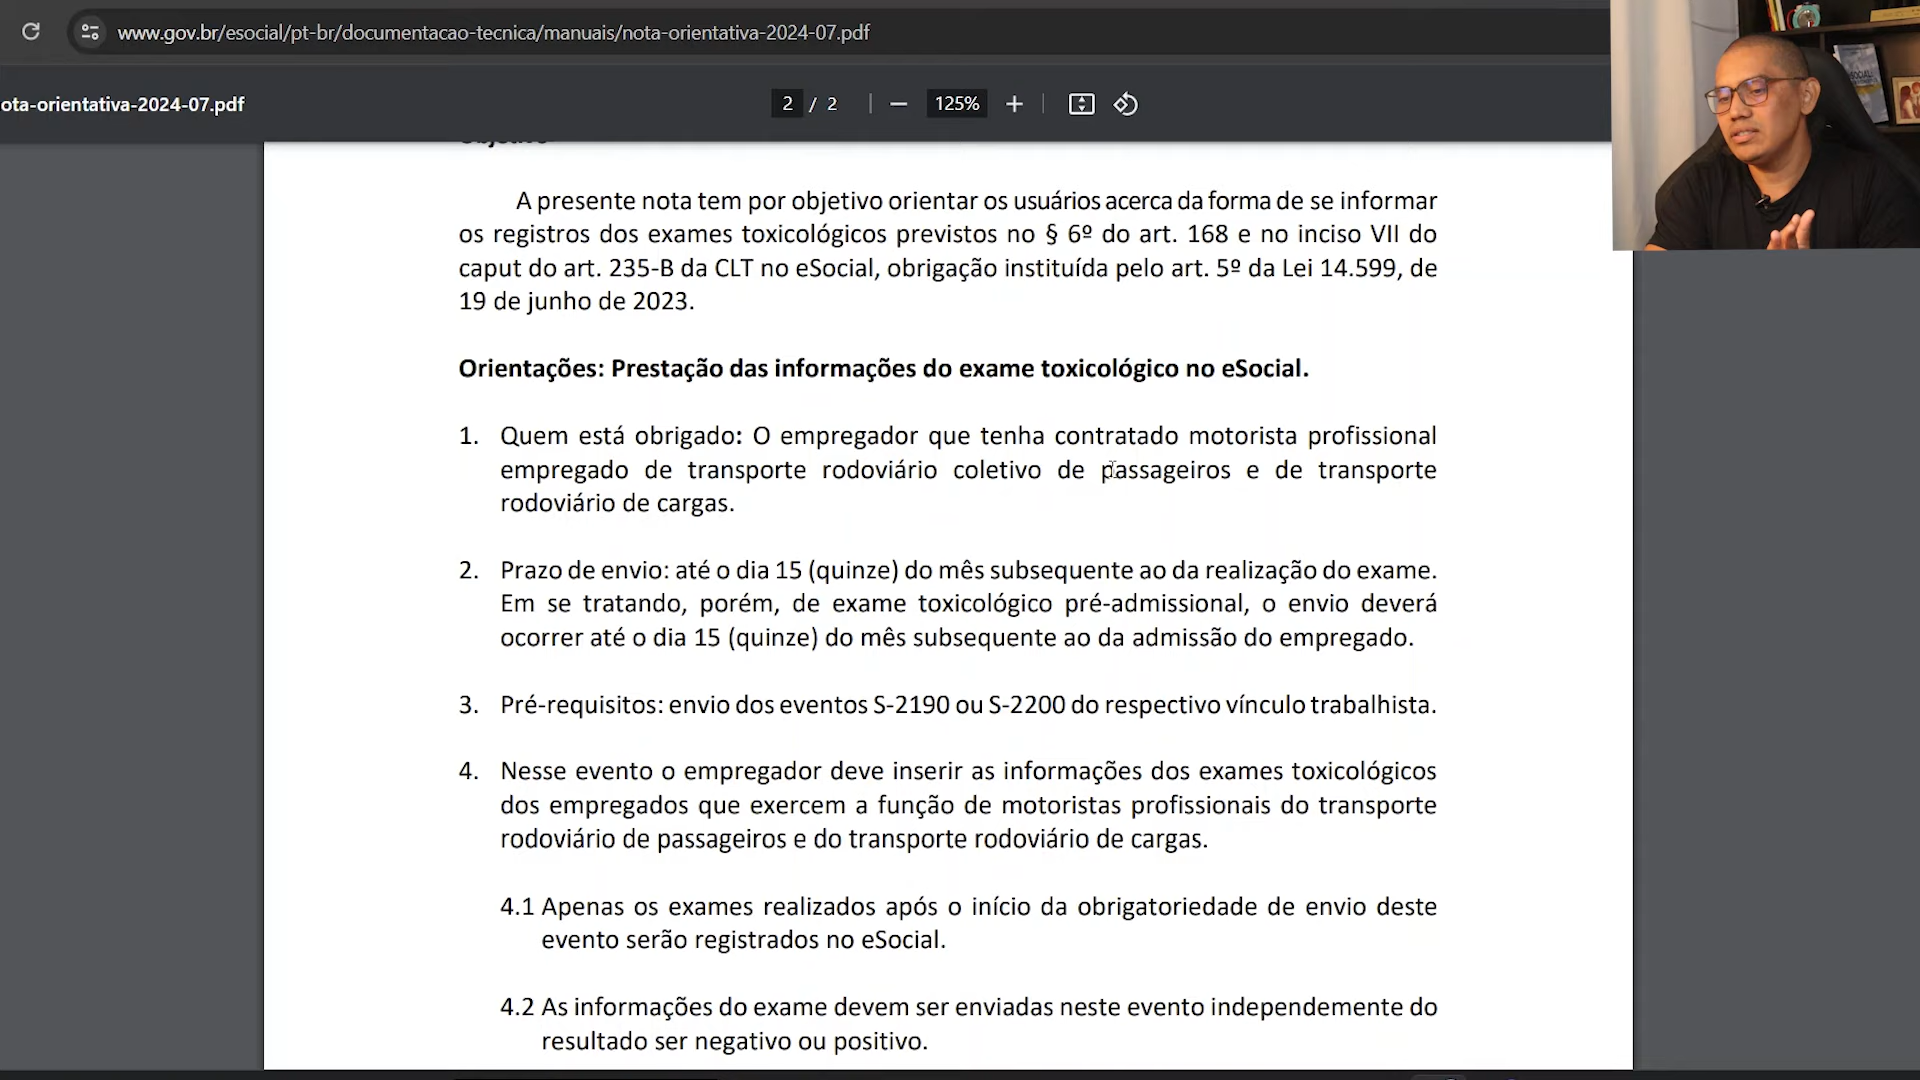 www.gov.br/esocial/pt-br/documentacao-tecnica/manuais/nota-orientativa-2024-07.pdf
ota-orientativa-2024-07.pdf
2 / 2
125%
Objetivo
A presente nota tem por objetivo orientar os usuários acerca da forma de se informar
os registros dos exames toxicológicos previstos no § 6º do art. 168 e no inciso VII do
caput do art. 235-B da CLT no eSocial, obrigação instituída pelo art. 5º da Lei 14.599, de
19 de junho de 2023.
Orientações: Prestação das informações do exame toxicológico no eSocial.
1. Quem está obrigado: O empregador que tenha contratado motorista profissional
empregado de transporte rodoviário coletivo de passageiros e de transporte
rodoviário de cargas.
2. Prazo de envio: até o dia 15 (quinze) do mês subsequente ao da realização do exame.
Em se tratando, porém, de exame toxicológico pré-admissional, o envio deverá
ocorrer até o dia 15 (quinze) do mês subsequente ao da admissão do empregado.
3. Pré-requisitos: envio dos eventos S-2190 ou S-2200 do respectivo vínculo trabalhista.
4. Nesse evento o empregador deve inserir as informações dos exames toxicológicos
dos empregados que exercem a função de motoristas profissionais do transporte
rodoviário de passageiros e do transporte rodoviário de cargas.
4.1 Apenas os exames realizados após o início da obrigatoriedade de envio deste
evento serão registrados no eSocial.
4.2 As informações do exame devem ser enviadas neste evento independemente do
resultado ser negativo ou positivo.